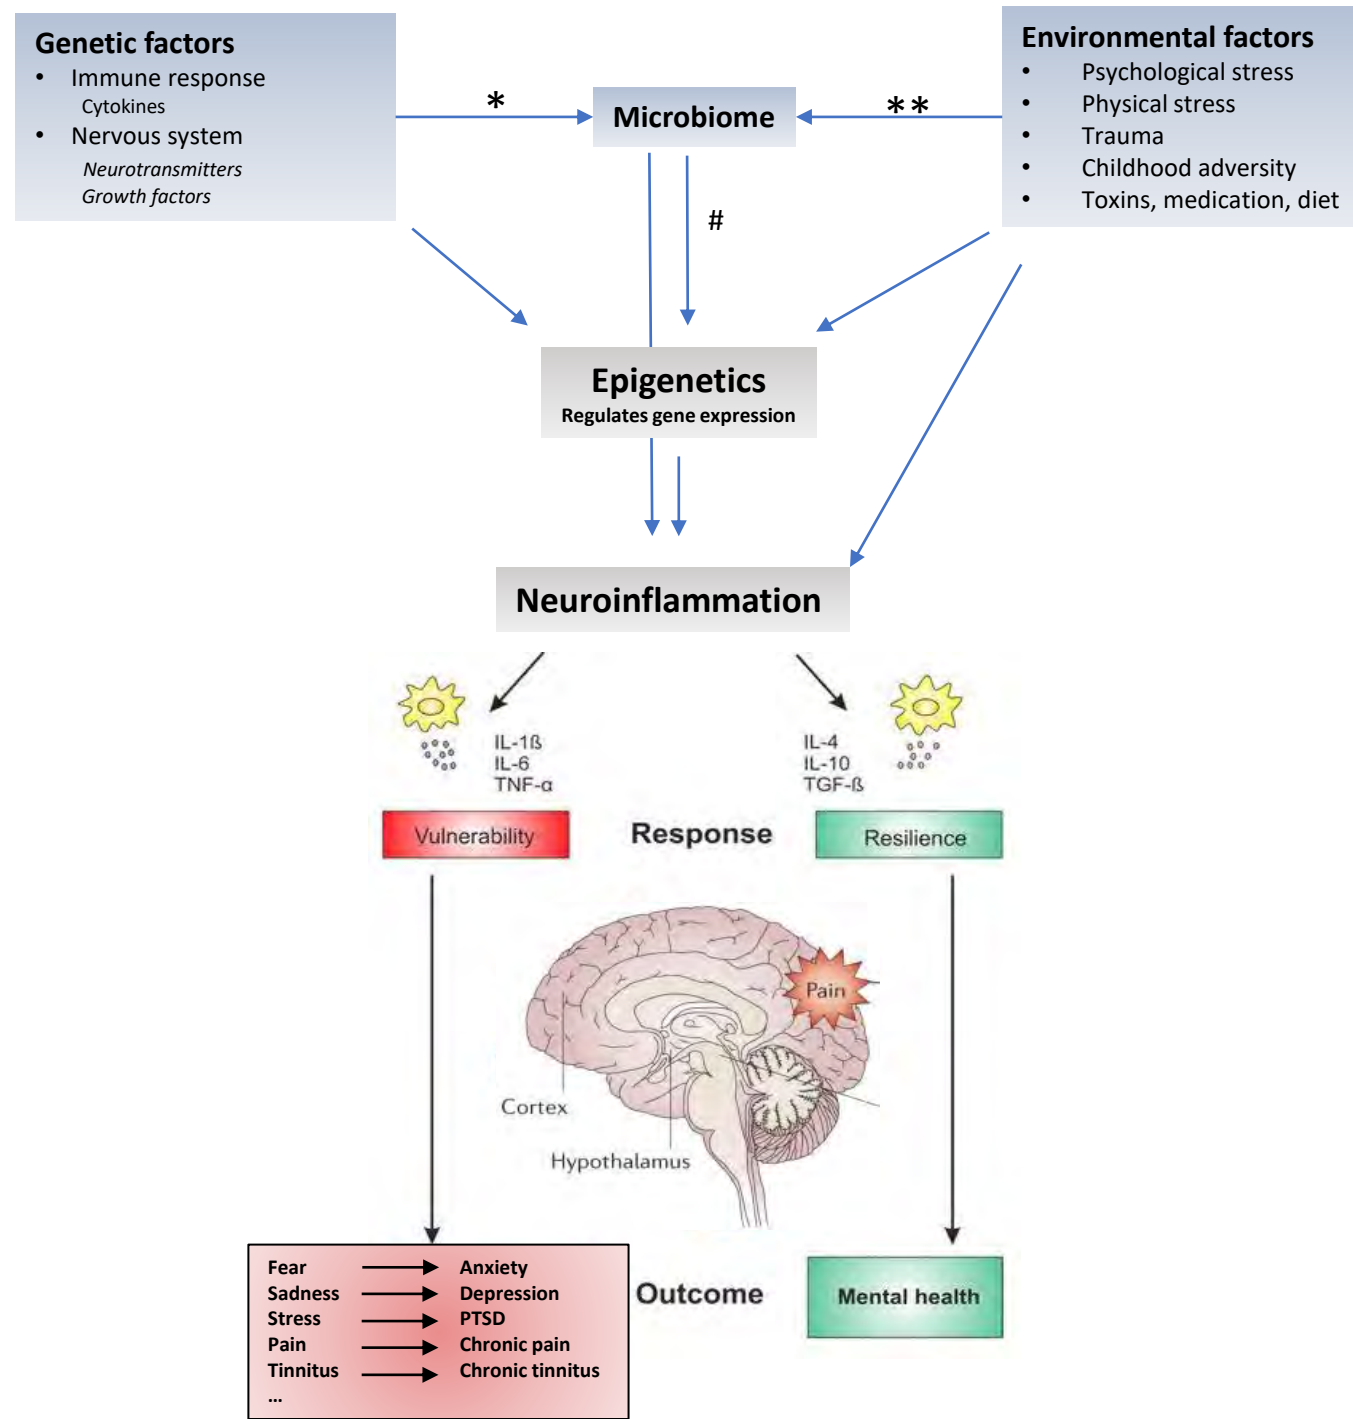 Genetic factors
• Immune response
Cytokines
• Nervous system
Neurotransmitters
Growth factors
*
Microbiome
**
Environmental factors
• Psychological stress
• Physical stress
• Trauma
• Childhood adversity
• Toxins, medication, diet
#
Epigenetics
Regulates gene expression
Neuroinflammation
IL-1ß
IL-6
TNF-α
IL-4
IL-10
TGF-ß
Vulnerability
Response
Resilience
Pain
Cortex
Hypothalamus
Fear Anxiety
Sadness Depression
Stress PTSD
Pain Chronic pain
Tinnitus Chronic tinnitus
...
Outcome
Mental health